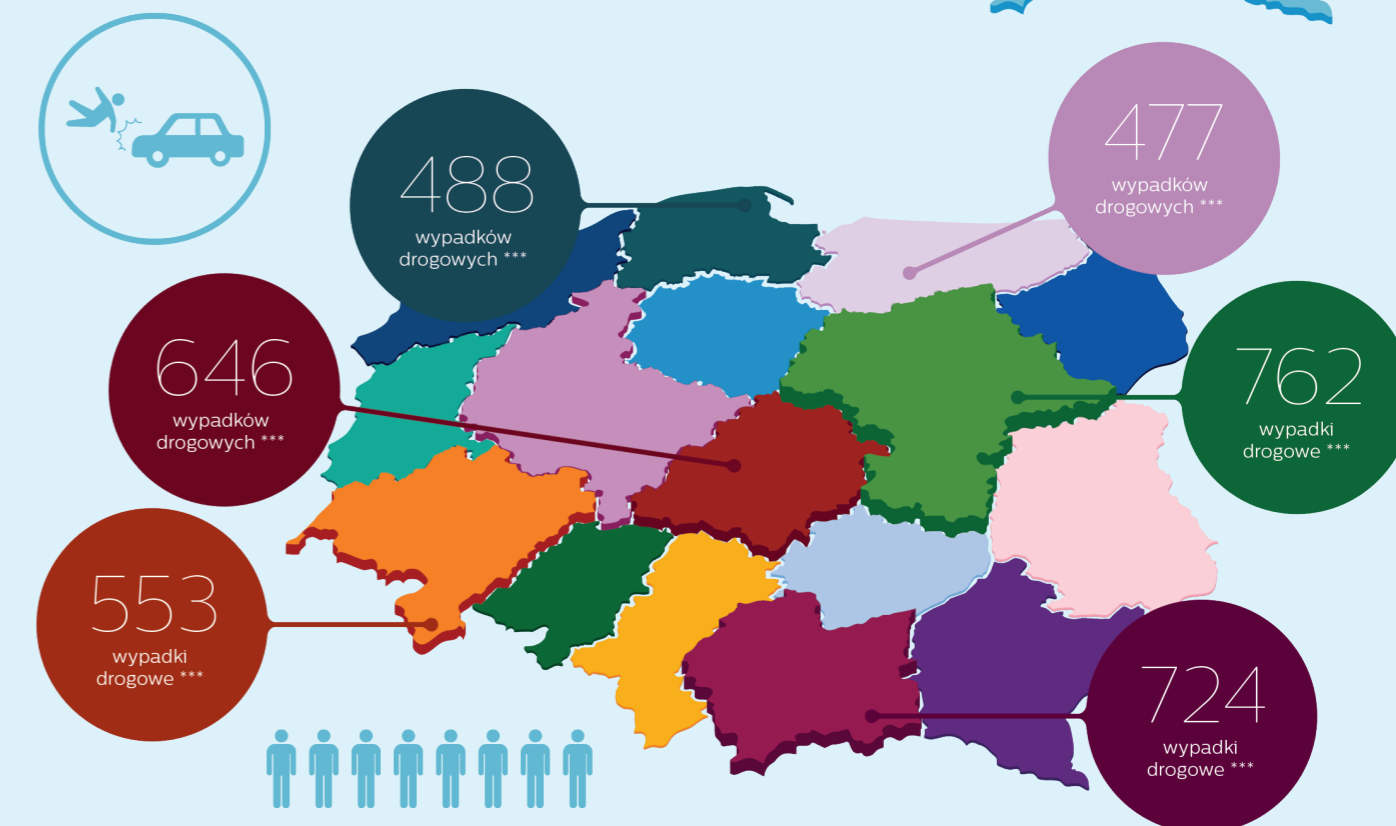 477
wypadków
drogowych ***
488
wypadków
drogowych ***
646
wypadków
drogowych ***
762
wypadki
drogowe ***
553
wypadki
drogowe ***
724
wypadki
drogowe ***